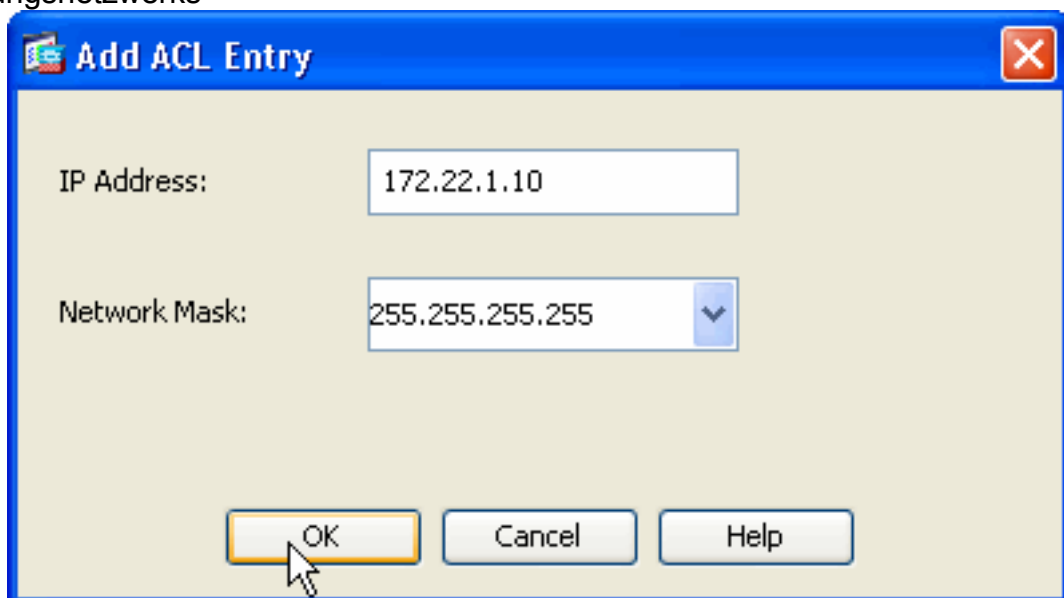 Add ACL Entry
IP Address: 172.22.1.10
Network Mask: 255.255.255.255
OK Cancel Help